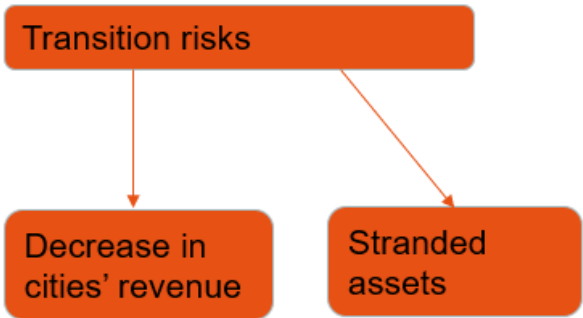 Transition risks
Decrease in
cities’ revenue
Stranded
assets